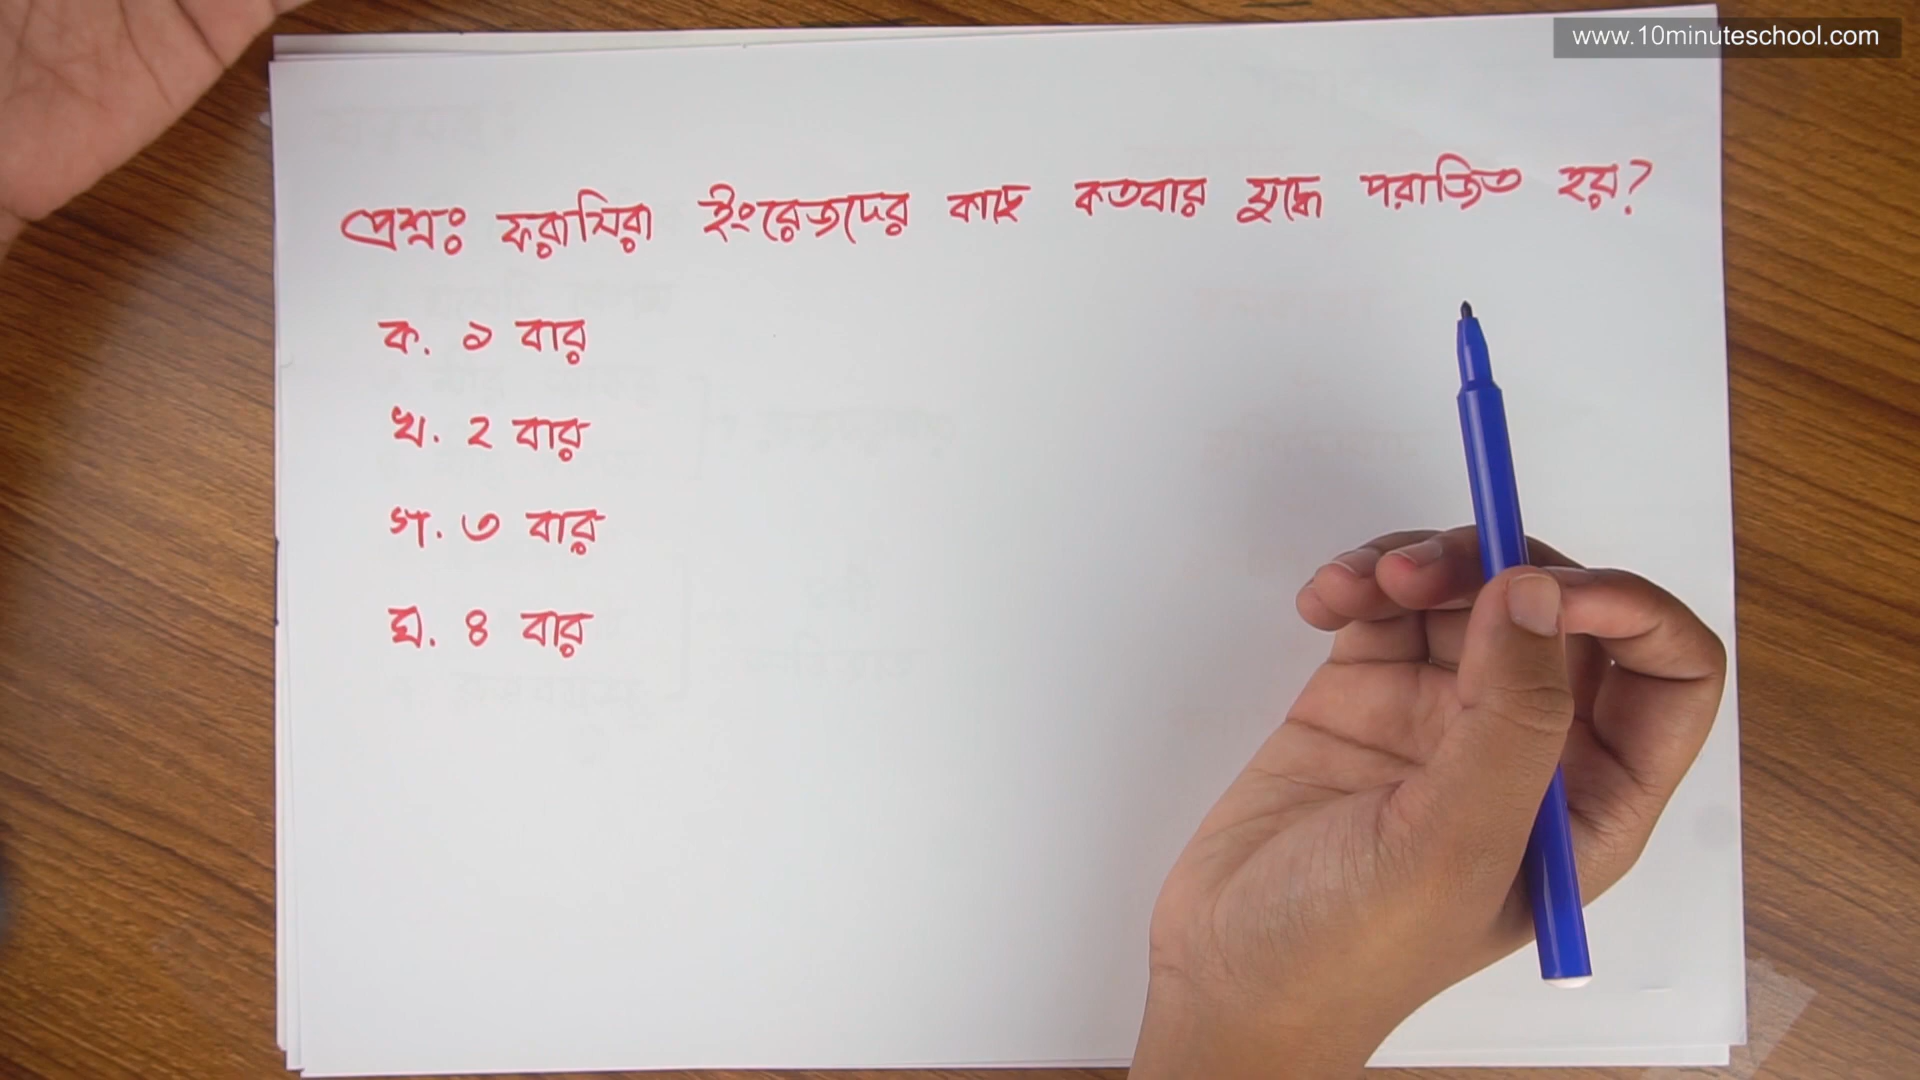 www.10minuteschool.com
প্রশ্নঃ ফরাসিরা ইংরেজদের কাছে কতবার যুদ্ধে পরাজিত হয়?
ক. ১ বার
খ. ২ বার
গ. ৩ বার
ঘ. ৪ বার